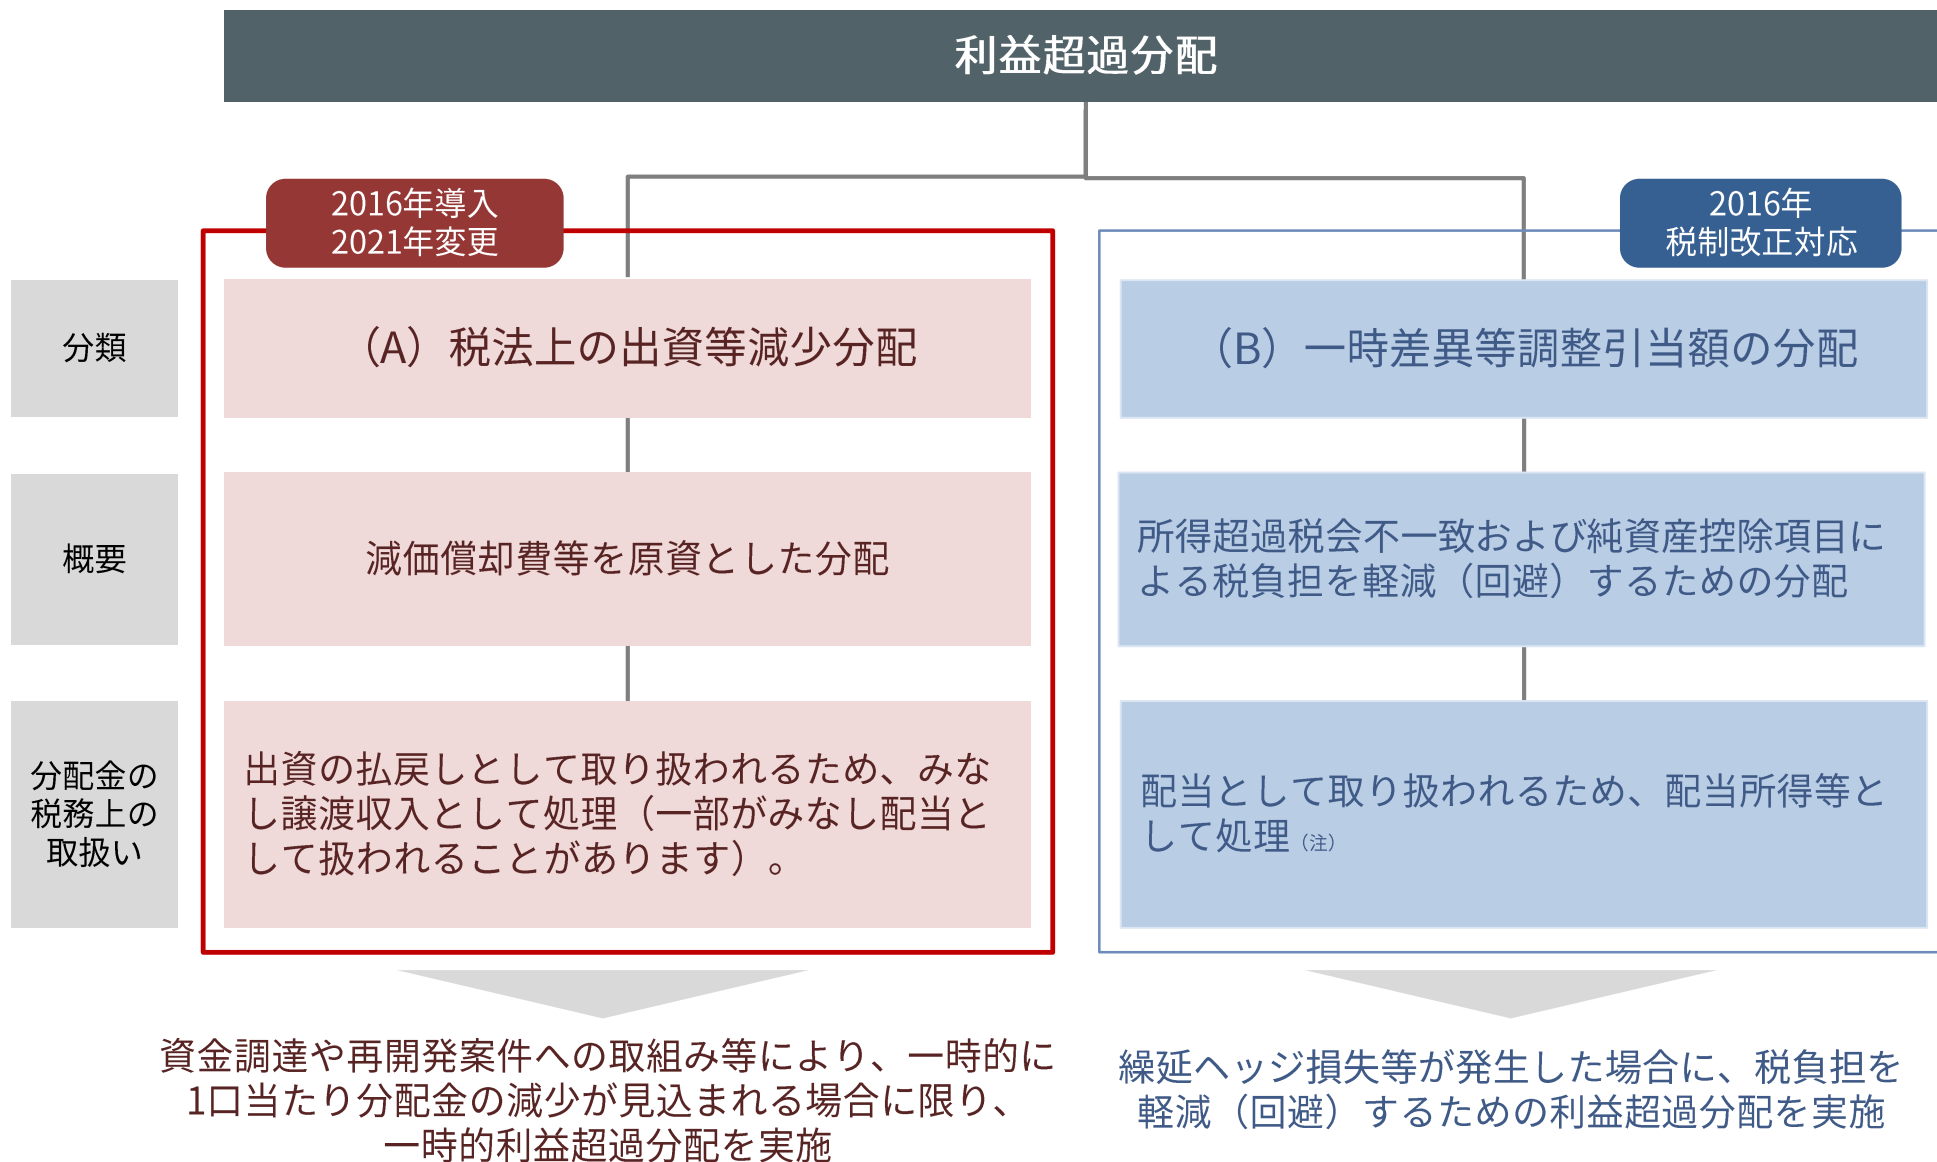 利益超過分配
2016年導入
2021年変更
2016年
税制改正対応
分類
（A）税法上の出資等減少分配
（B）一時差異等調整引当額の分配
概要
減価償却費等を原資とした分配
所得超過税会不一致および純資産控除項目に
よる税負担を軽減（回避）するための分配
分配金の
税務上の
取扱い
出資の払戻しとして取り扱われるため、みな
し譲渡収入として処理（一部がみなし配当と
して扱われることがあります）。
配当として取り扱われるため、配当所得等と
して処理（注）
資金調達や再開発案件への取組み等により、一時的に
1口当たり分配金の減少が見込まれる場合に限り、
一時的利益超過分配を実施
繰延ヘッジ損失等が発生した場合に、税負担を
軽減（回避）するための利益超過分配を実施